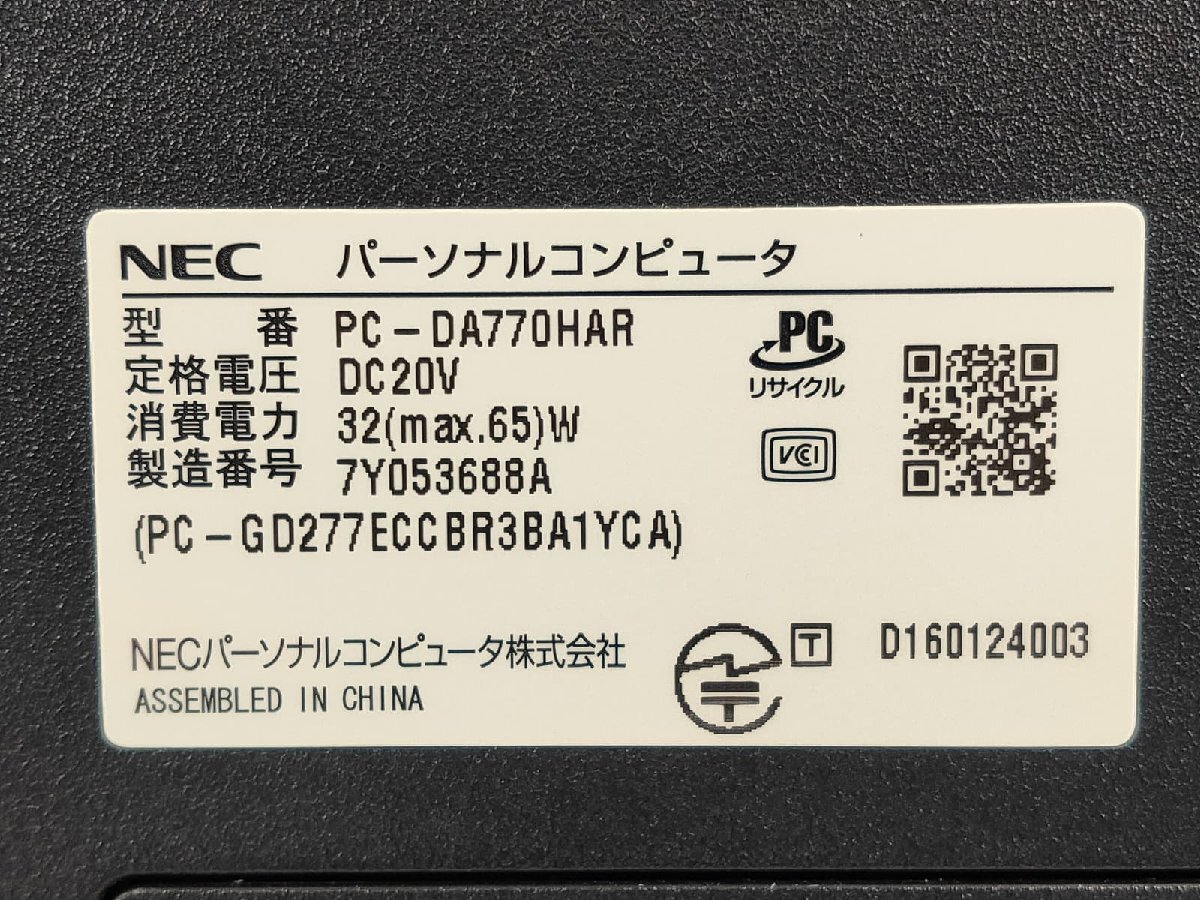 NEC パーソナルコンピュータ
型 番 PC-DA770HAR
定格電圧 DC20V
消費電力 32(max.65)W
製造番号 7Y053688A
(PC-GD277ECCBR3BA1YCA)
PC
リサイクル
VCCI
NECパーソナルコンピュータ株式会社
ASSEMBLED IN CHINA
T D160124003